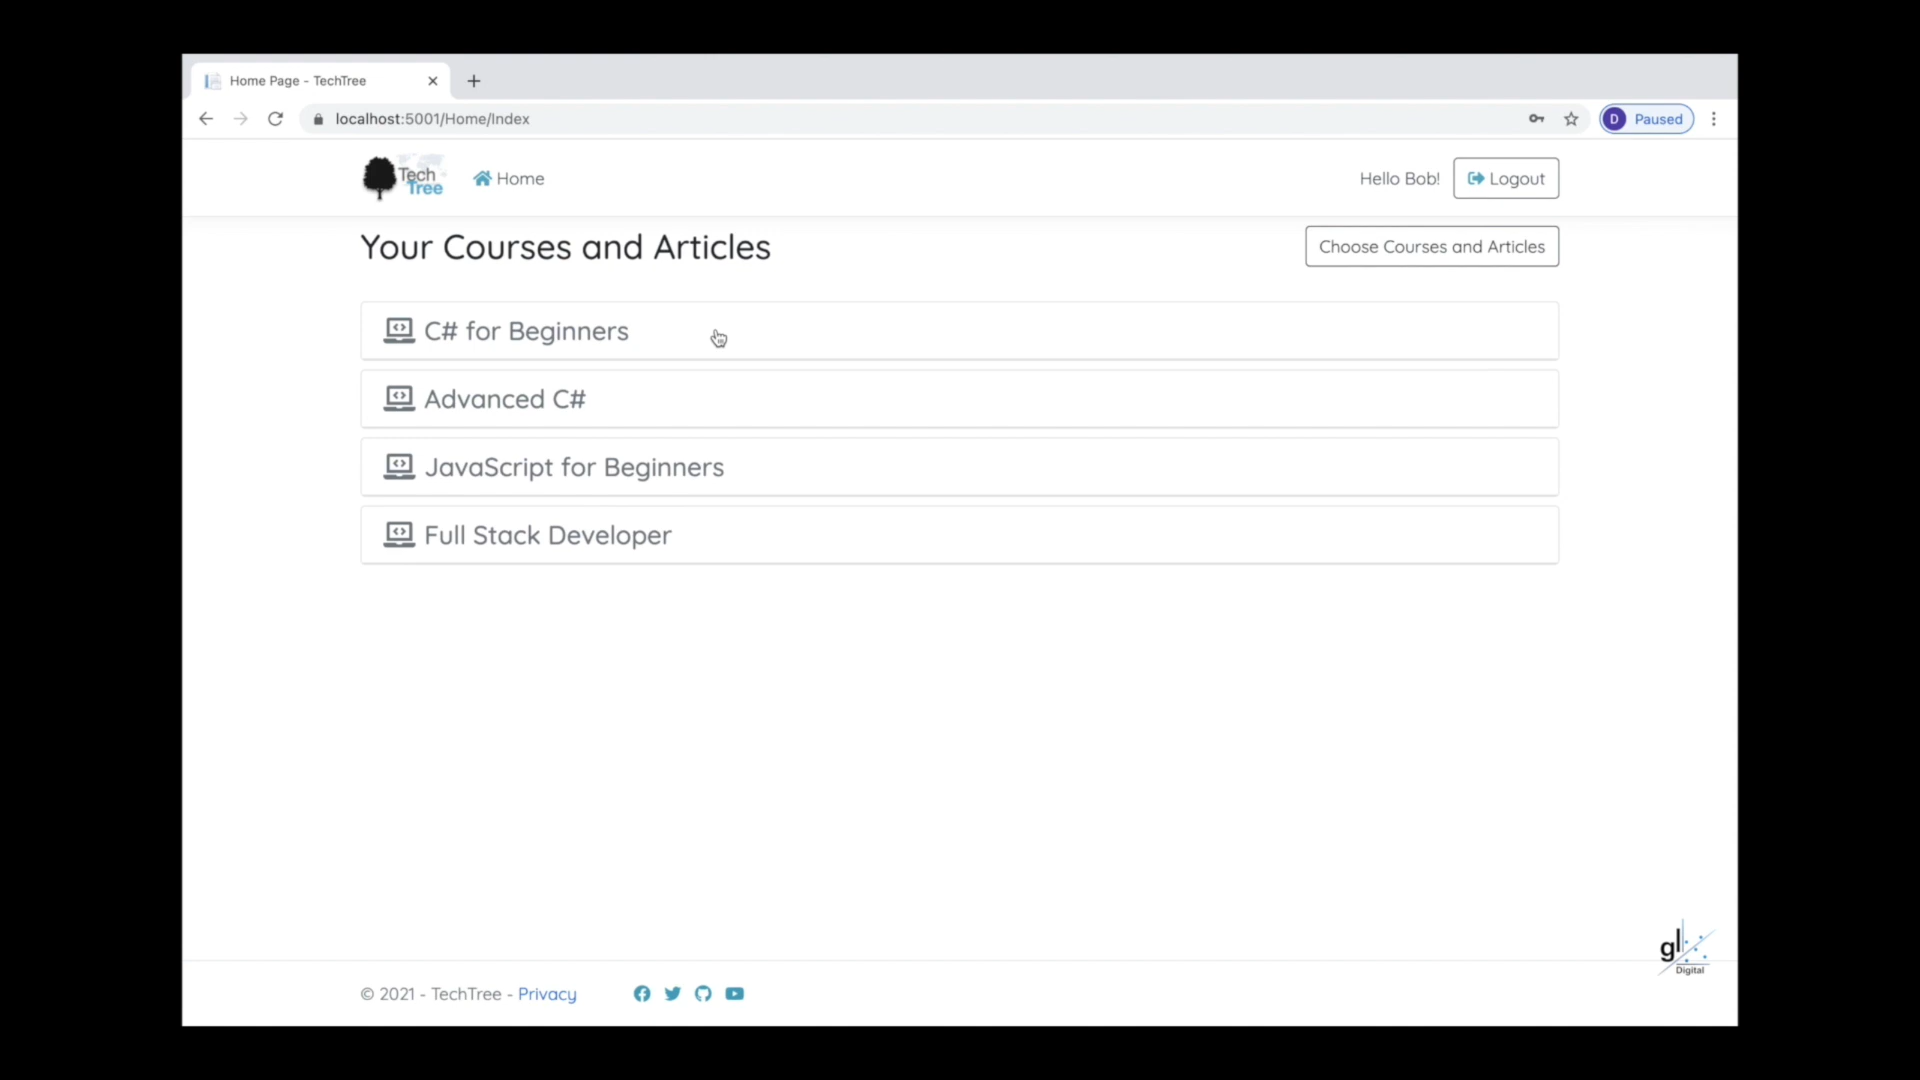 Home Page - TechTree
localhost:5001/Home/Index
D Paused
Tech
Tree
Home
Hello Bob!
Logout
Your Courses and Articles
Choose Courses and Articles
C# for Beginners
Advanced C#
JavaScript for Beginners
Full Stack Developer
gl
Digital
© 2021 - TechTree - Privacy